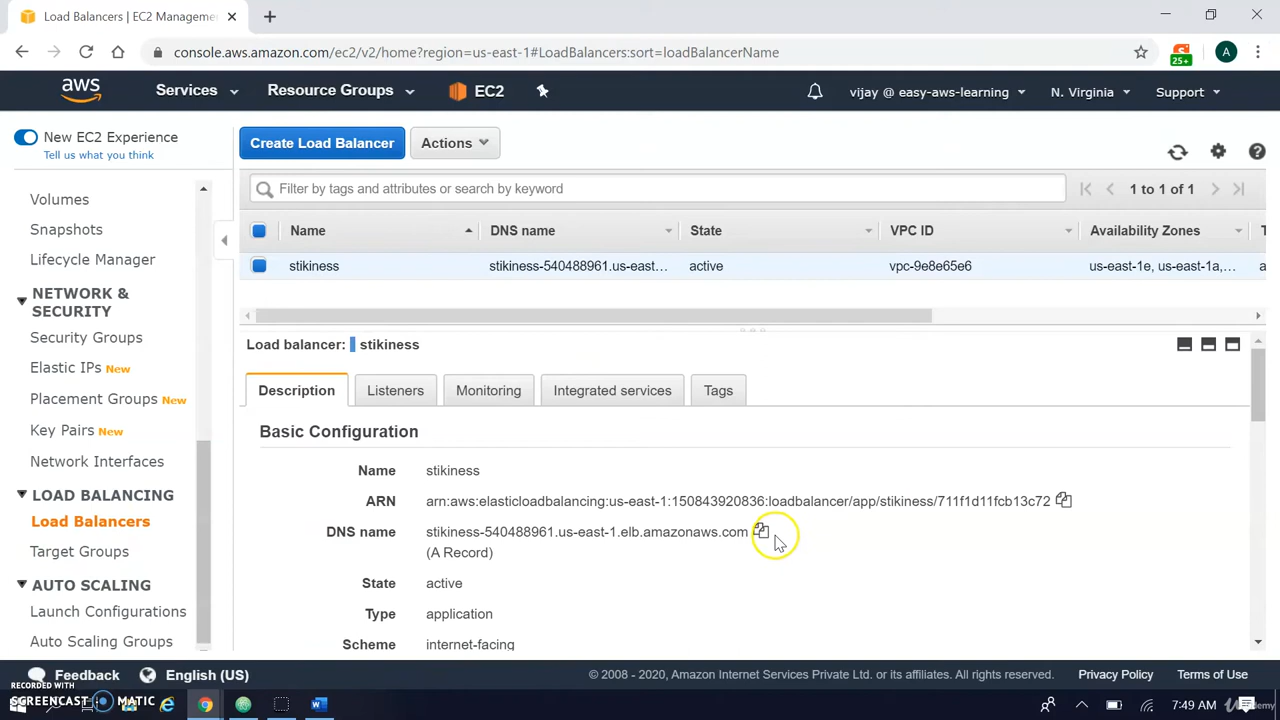 Load Balancers | EC2 Manageme
console.aws.amazon.com/ec2/v2/home?region=us-east-1#LoadBalancers:sort=loadBalancerName
25+
A
aws
Services
Resource Groups
EC2
vijay @ easy-aws-learning
N. Virginia
Support
New EC2 Experience
Tell us what you think
Volumes
Snapshots
Lifecycle Manager
NETWORK &
SECURITY
Security Groups
Elastic IPs New
Placement Groups New
Key Pairs New
Network Interfaces
LOAD BALANCING
Load Balancers
Target Groups
AUTO SCALING
Launch Configurations
Auto Scaling Groups
Create Load Balancer
Actions
Filter by tags and attributes or search by keyword
1 to 1 of 1
Name DNS name State VPC ID Availability Zones T
stikiness stikiness-540488961.us-east... active vpc-9e8e65e6 us-east-1e, us-east-1a,... a
Load balancer: stikiness
Description Listeners Monitoring Integrated services Tags
Basic Configuration
Name stikiness
ARN arn:aws:elasticloadbalancing:us-east-1:150843920836:loadbalancer/app/stikiness/711f1d11fcb13c72
DNS name stikiness-540488961.us-east-1.elb.amazonaws.com
(A Record)
State active
Type application
Scheme internet-facing
Feedback
English (US)
© 2008 - 2020, Amazon Internet Services Private Ltd. or its affiliates. All rights reserved.
Privacy Policy
Terms of Use
RECORDED WITH
SCREENCAST MATIC
7:49 AM